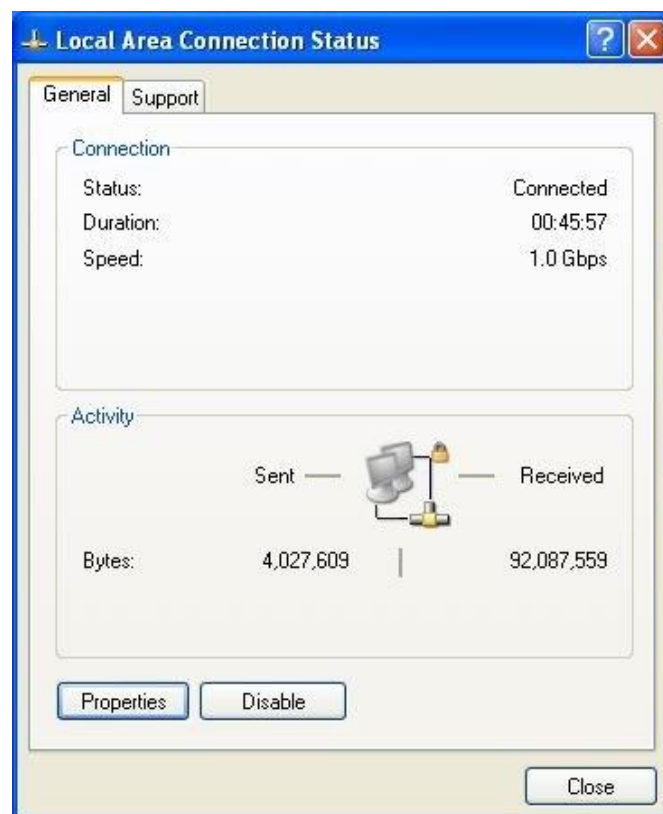 Local Area Connection Status
?
General Support
Connection
Status: Connected
Duration: 00:45:57
Speed: 1.0 Gbps
Activity
Sent Received
Bytes: 4,027,609 92,087,559
Properties Disable
Close